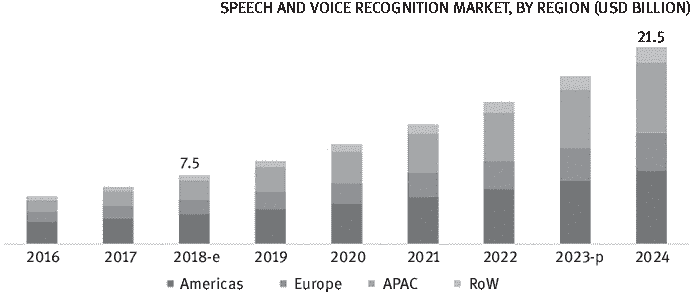 SPEECH AND VOICE RECOGNITION MARKET, BY REGION (USD BILLION)
21.5
7.5
2016 2017 2018-e 2019 2020 2021 2022 2023-p 2024
Americas Europe APAC RoW